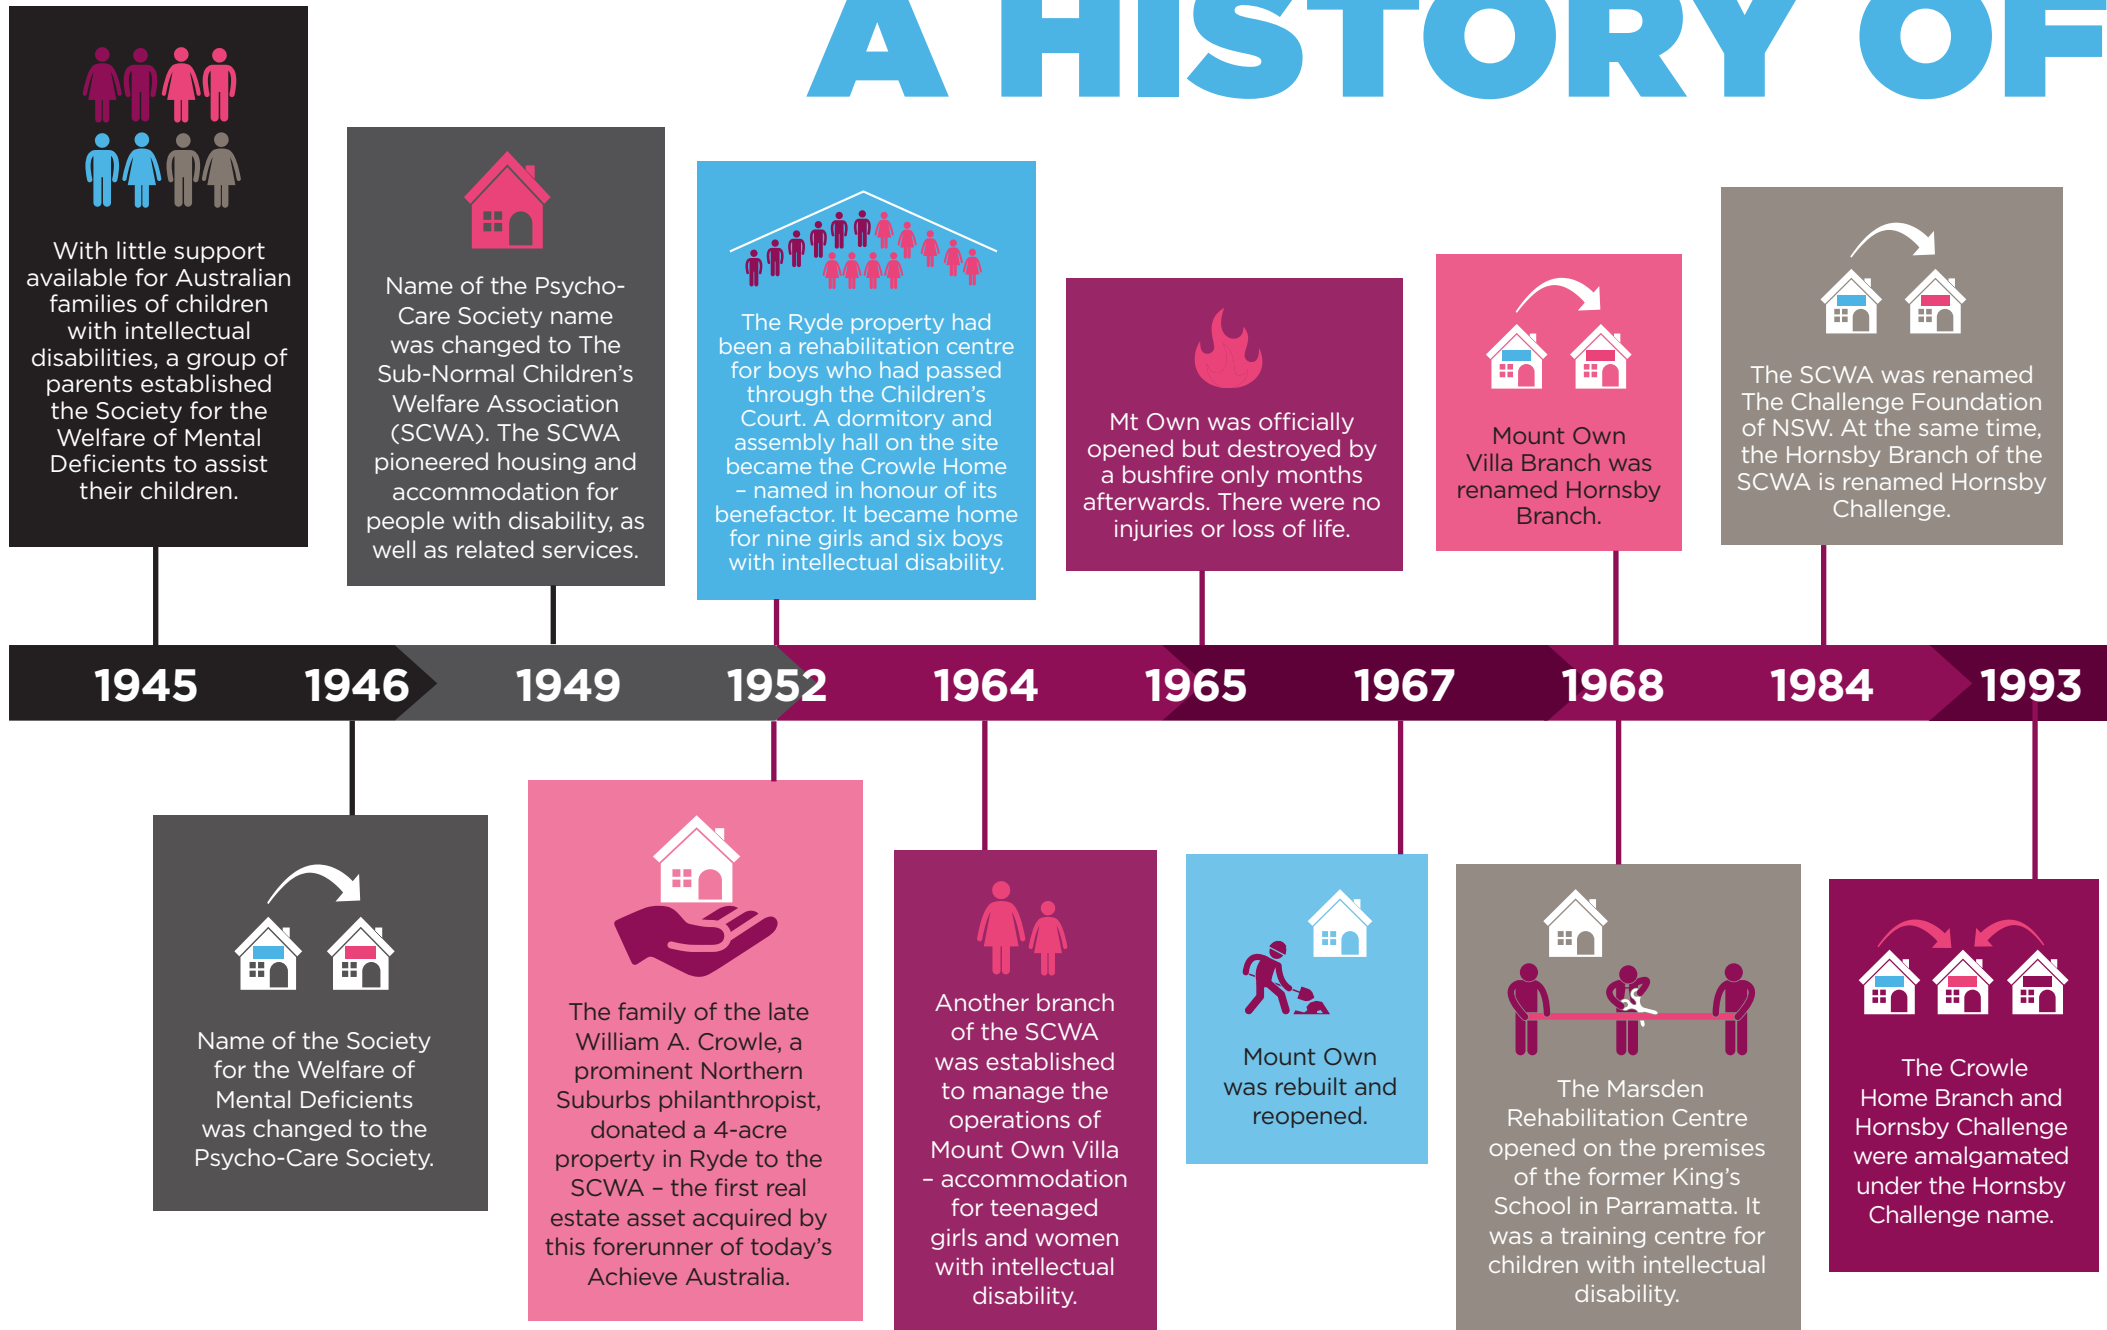 A HISTORY OF
With little support
available for Australian
families of children
with intellectual
disabilities, a group of
parents established
the Society for the
Welfare of Mental
Deficients to assist
their children.
Name of the Psycho-
Care Society name
was changed to The
Sub-Normal Children's
Welfare Association
(SCWA). The SCWA
pioneered housing and
accommodation for
people with disability, as
well as related services.
The Ryde property had
been a rehabilitation centre
for boys who had passed
through the Children's
Court. A dormitory and
assembly hall on the site
became the Crowle Home
– named in honour of its
benefactor. It became home
for nine girls and six boys
with intellectual disability.
Mt Own was officially
opened but destroyed by
a bushfire only months
afterwards. There were no
injuries or loss of life.
Mount Own
Villa Branch was
renamed Hornsby
Branch.
The SCWA was renamed
The Challenge Foundation
of NSW. At the same time,
the Hornsby Branch of the
SCWA is renamed Hornsby
Challenge.
1945 1946 1949 1952 1964 1965 1967 1968 1984 1993
Name of the Society
for the Welfare of
Mental Deficients
was changed to the
Psycho-Care Society.
The family of the late
William A. Crowle, a
prominent Northern
Suburbs philanthropist,
donated a 4-acre
property in Ryde to the
SCWA – the first real
estate asset acquired by
this forerunner of today's
Achieve Australia.
Another branch
of the SCWA
was established
to manage the
operations of
Mount Own Villa
– accommodation
for teenaged
girls and women
with intellectual
disability.
Mount Own
was rebuilt and
reopened.
The Marsden
Rehabilitation Centre
opened on the premises
of the former King's
School in Parramatta. It
was a training centre for
children with intellectual
disability.
The Crowle
Home Branch and
Hornsby Challenge
were amalgamated
under the Hornsby
Challenge name.